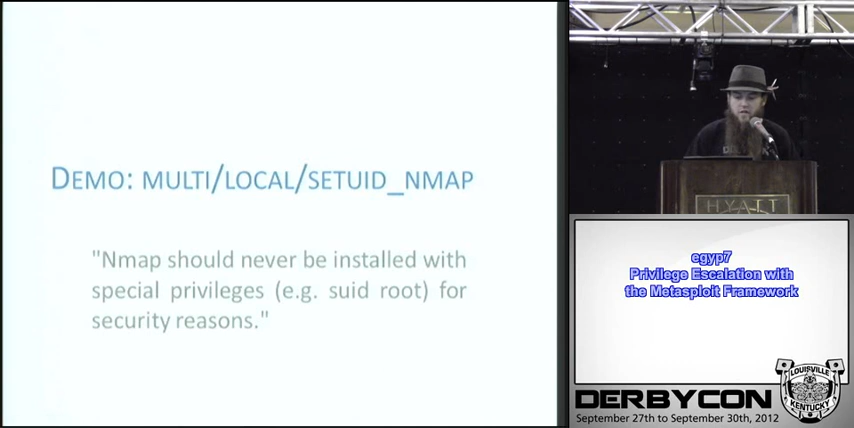 DEMO: MULTI/LOCAL/SETUID_NMAP
"Nmap should never be installed with
special privileges (e.g. suid root) for
security reasons."
HYATT
egyp7
Privilege Escalation with
the Metasploit Framework
LOUISVILLE
KENTUCKY
DERBYCON
September 27th to September 30th, 2012